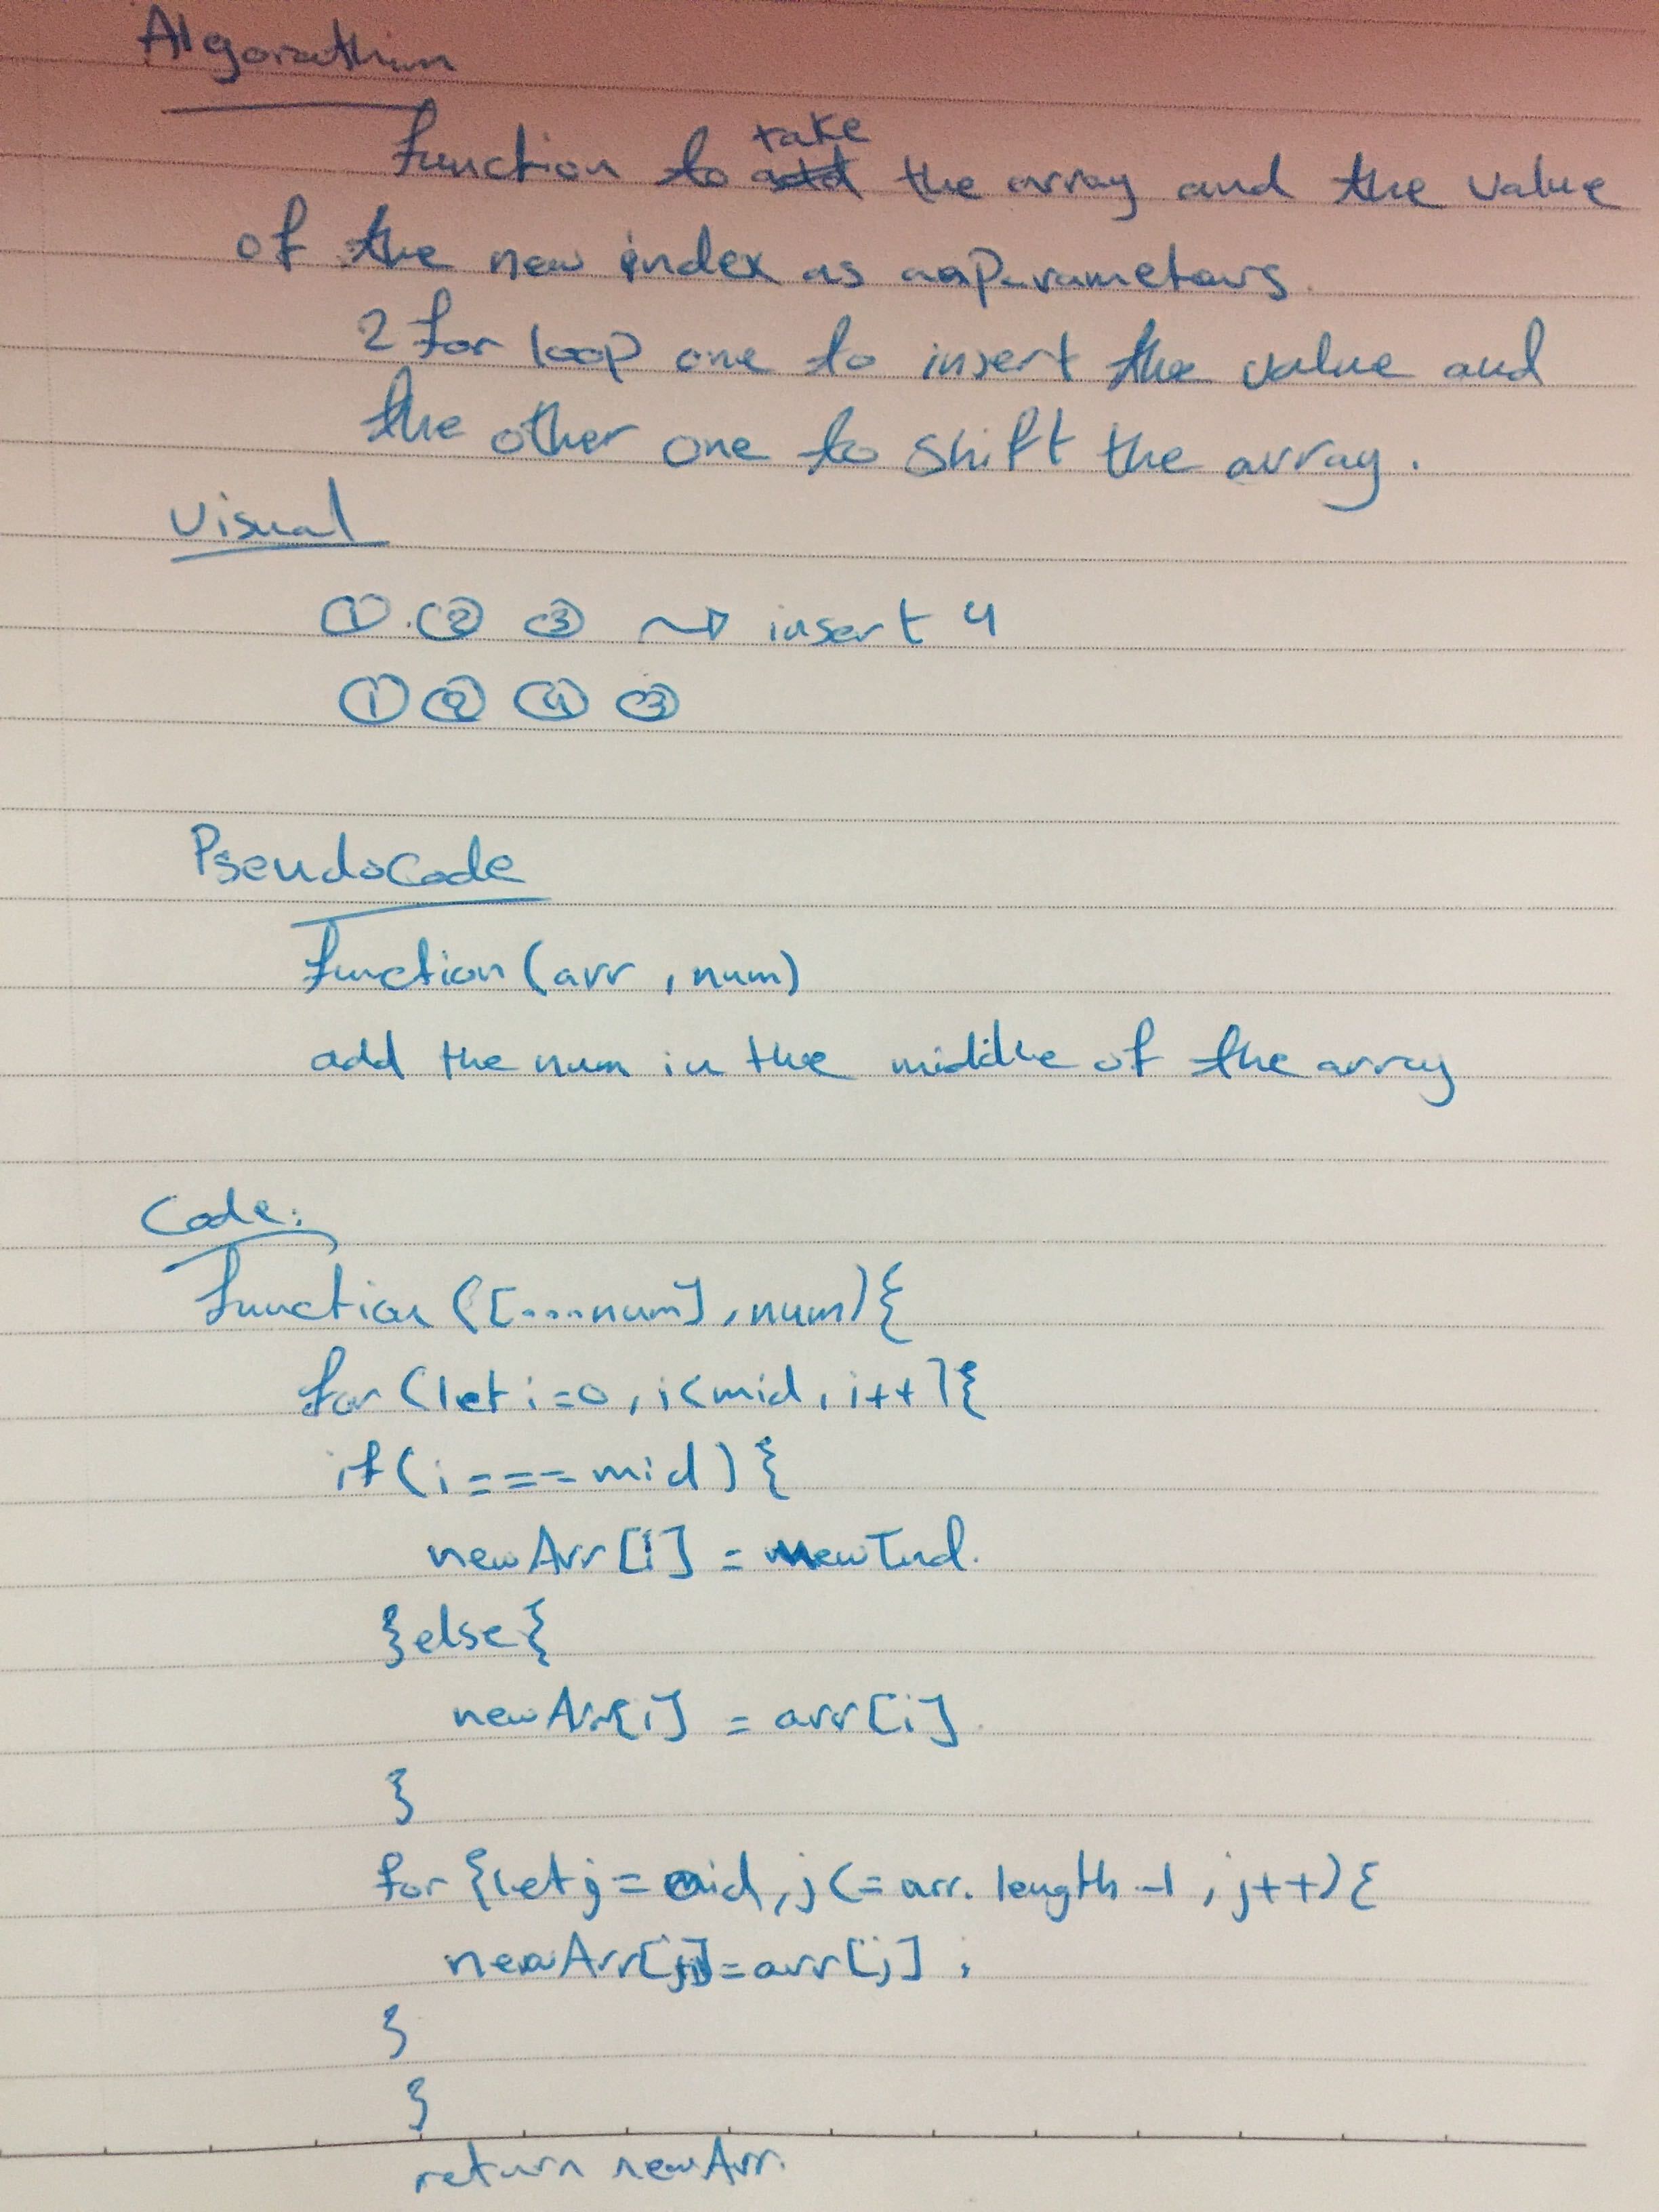 Algorathim
function to take the array and the value
of the new index as parameters.
2 for loop one to insert the value and
the other one to shift the array.
Visual
① ② ③ → insert 4
① ② ④ ③
Pseudocode
function (arr , num)
add the num in the middle of the array
Code:
function ([....num] , num) {
for (let i=0 , i<mid , i++ ) {
if (i === mid) {
newArr[i] = newInd.
} else {
newArr[i] = arr[i]
}
for { let j = mid , j <= arr. length -1 , j++) {
newArr[j+1] = arr[j] ;
}
}
return newArr.